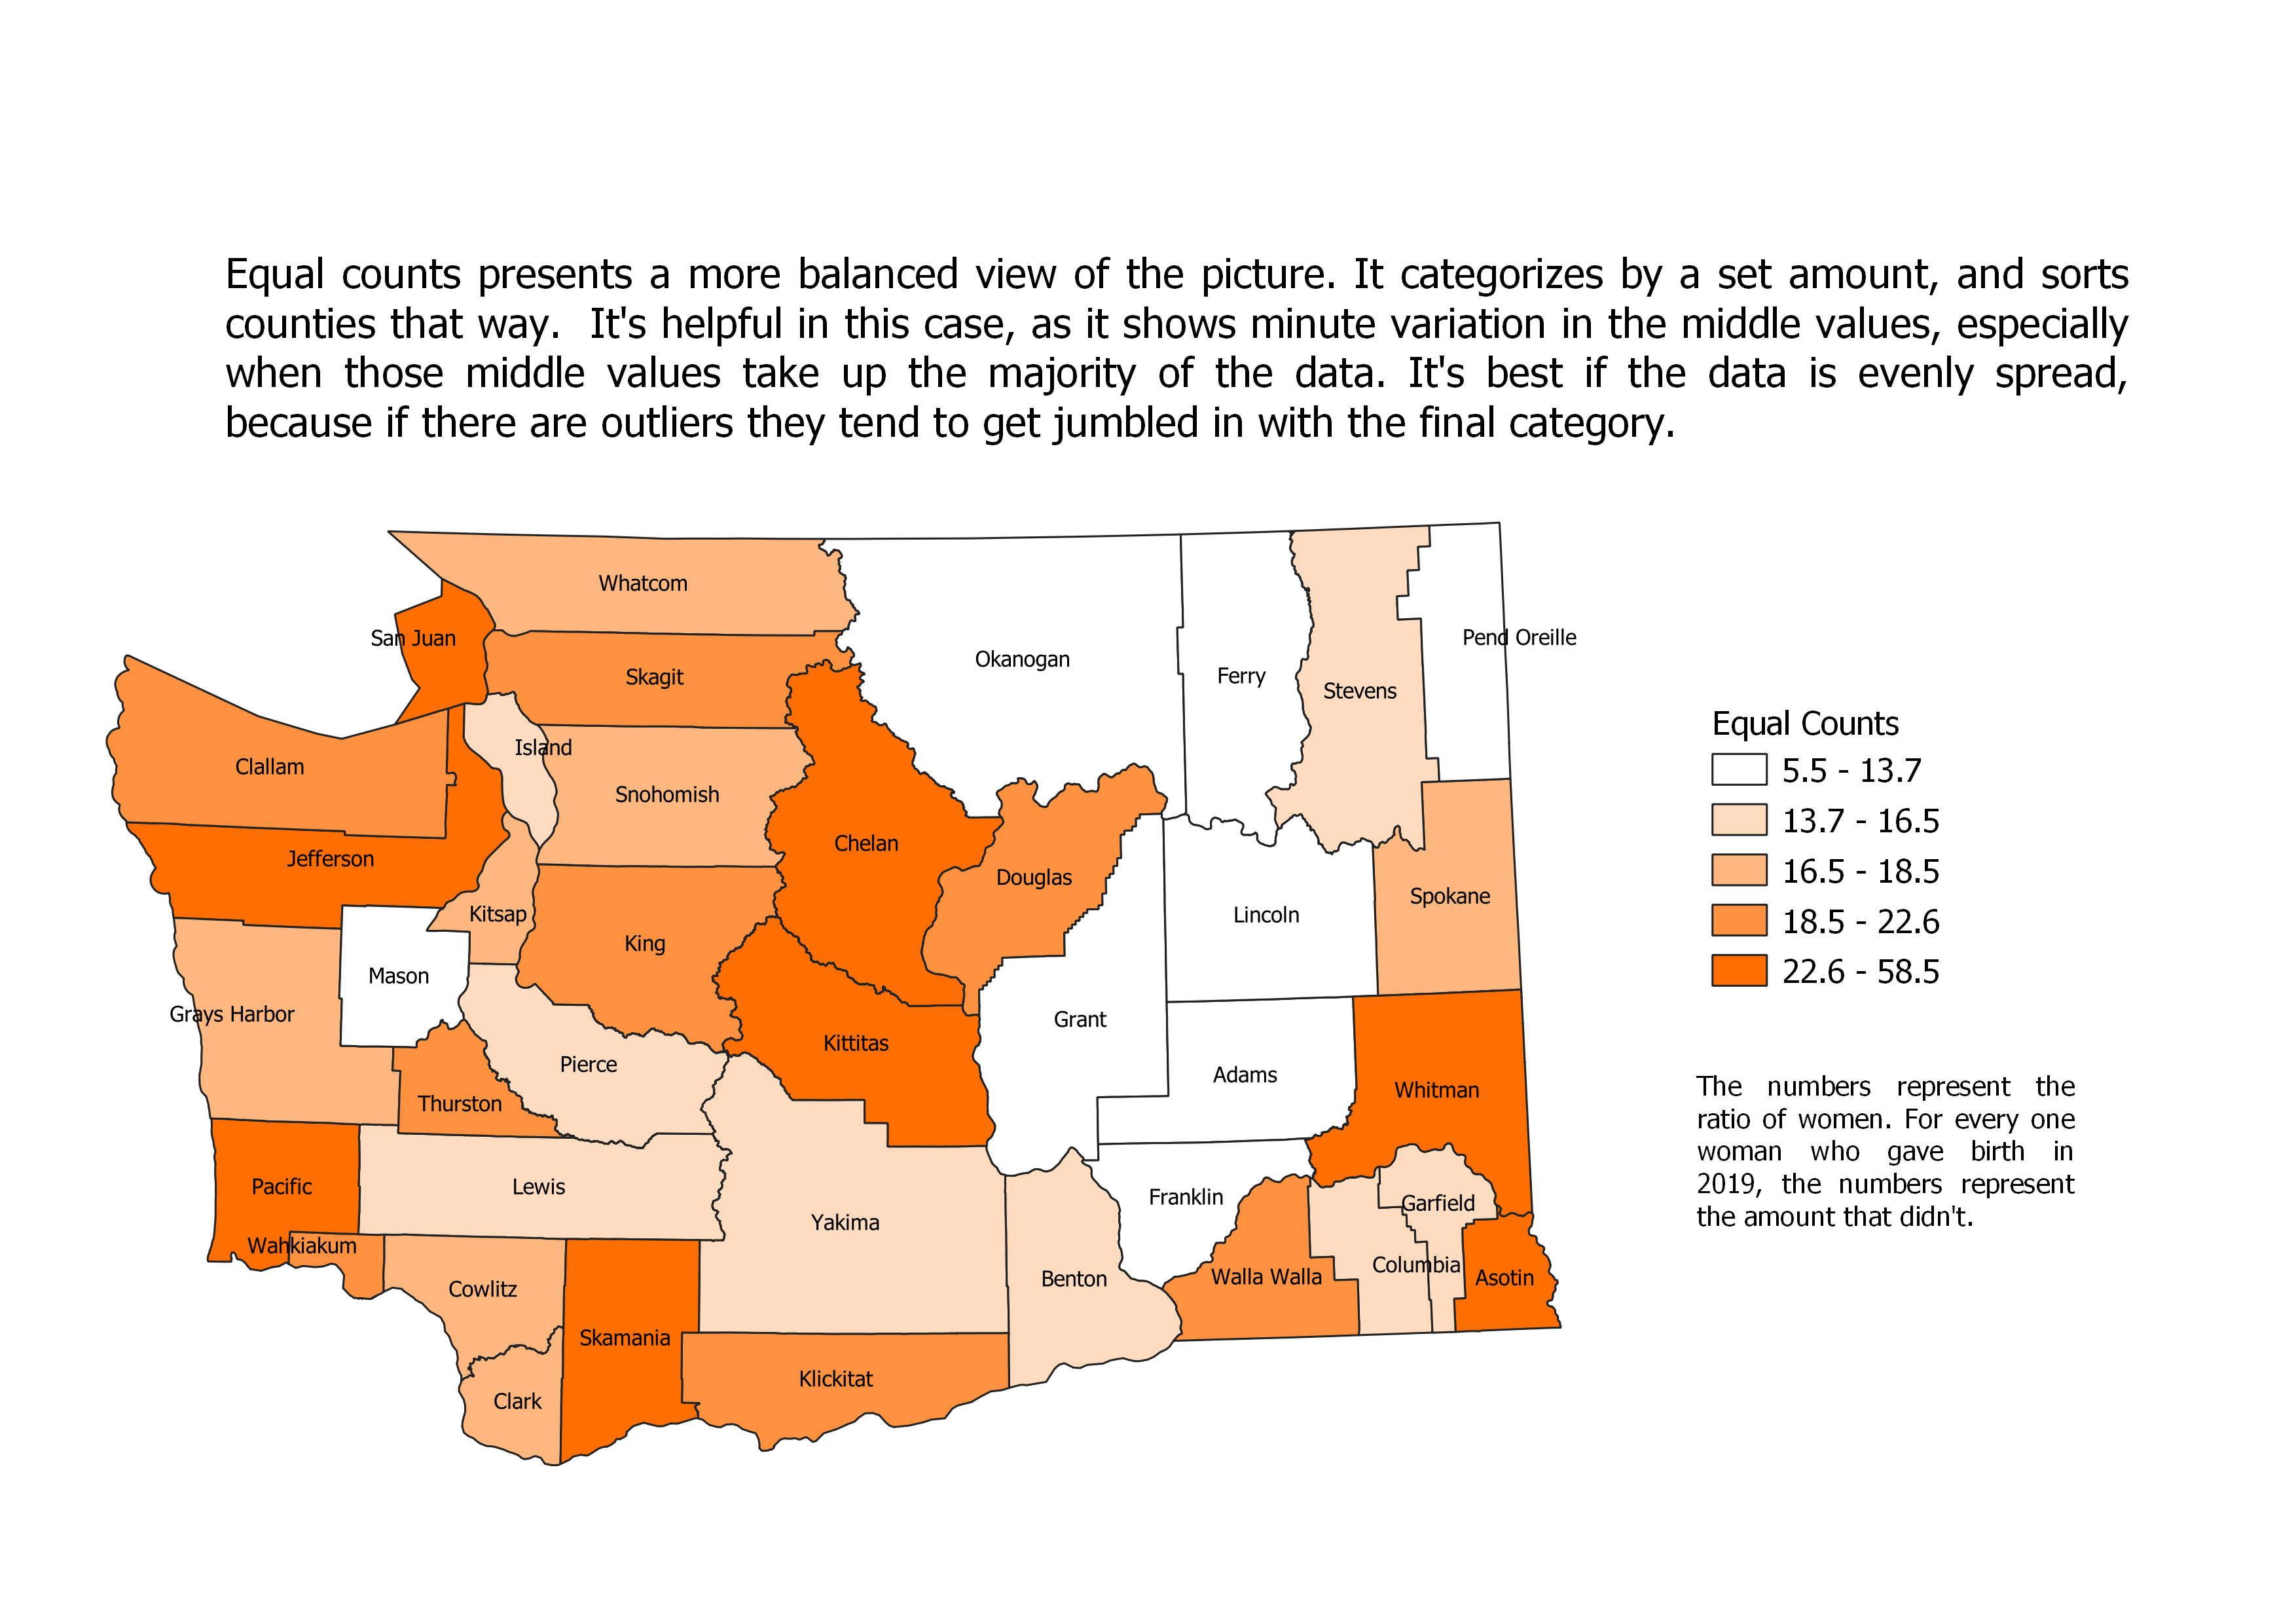 Equal counts presents a more balanced view of the picture. It categorizes by a set amount, and sorts
counties that way.  It's helpful in this case, as it shows minute variation in the middle values, especially
when those middle values take up the majority of the data. It's best if the data is evenly spread,
because if there are outliers they tend to get jumbled in with the final category.
Whatcom
San Juan
Pend Oreille
Okanogan
Ferry
Skagit
Stevens
Island
Clallam
Snohomish
Chelan
Jefferson
Douglas
Spokane
Kitsap
Lincoln
King
Mason
Grays Harbor
Grant
Kittitas
Pierce
Adams
Whitman
Thurston
Pacific
Lewis
Franklin
Garfield
Yakima
Wahkiakum
Columbia
Walla Walla
Asotin
Benton
Cowlitz
Skamania
Klickitat
Clark
Equal Counts
5.5 - 13.7
13.7 - 16.5
16.5 - 18.5
18.5 - 22.6
22.6 - 58.5
The numbers represent the
ratio of women. For every one
woman who gave birth in
2019, the numbers represent
the amount that didn't.